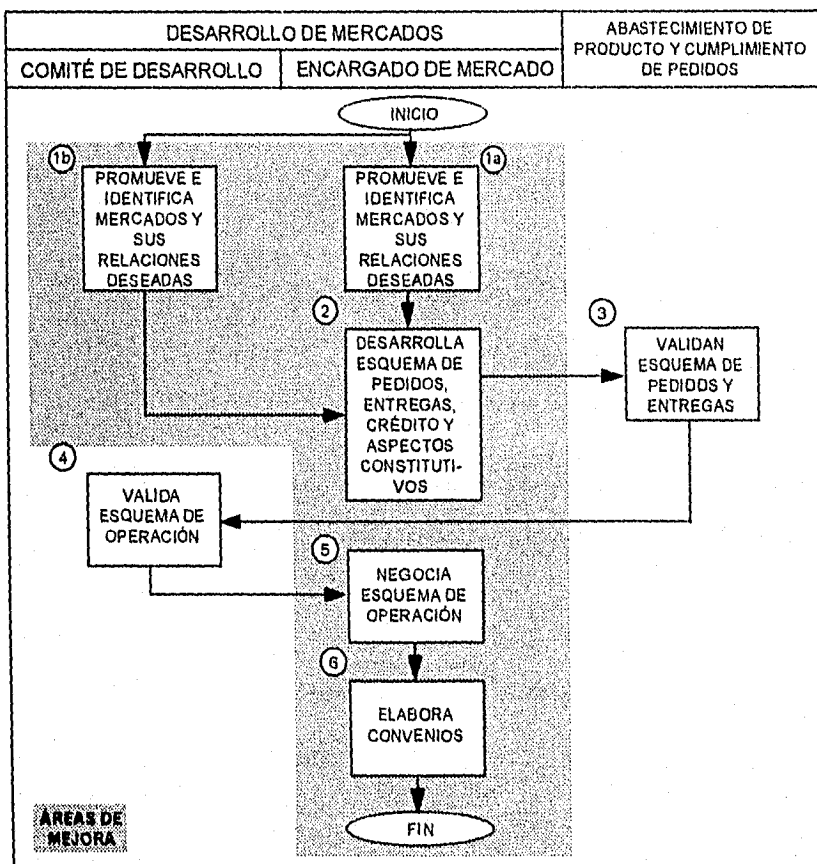 DESARROLLO DE MERCADOS
ABASTECIMIENTO DE
PRODUCTO Y CUMPLIMIENTO
DE PEDIDOS
COMITÉ DE DESARROLLO
ENCARGADO DE MERCADO
INICIO
1b
PROMUEVE E
IDENTIFICA
MERCADOS Y
SUS
RELACIONES
DESEADAS
1a
PROMUEVE E
IDENTIFICA
MERCADOS Y
SUS
RELACIONES
DESEADAS
2
DESARROLLA
ESQUEMA DE
PEDIDOS,
ENTREGAS,
CRÉDITO Y
ASPECTOS
CONSTITUTI-
VOS
3
VALIDAN
ESQUEMA DE
PEDIDOS Y
ENTREGAS
4
VALIDA
ESQUEMA DE
OPERACIÓN
5
NEGOCIA
ESQUEMA DE
OPERACIÓN
6
ELABORA
CONVENIOS
FIN
ÁREAS DE
MEJORA